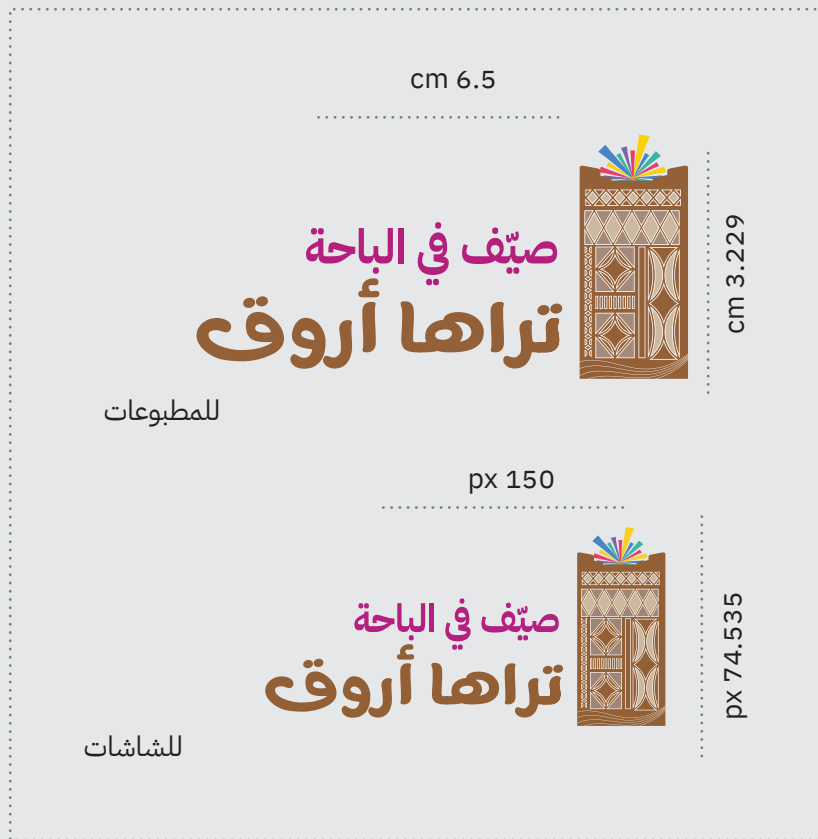 cm 6.5
صيّف في الباحة
تراها أروق
cm 3.229
للمطبوعات
px 150
صيّف في الباحة
تراها أروق
px 74.535
للشاشات